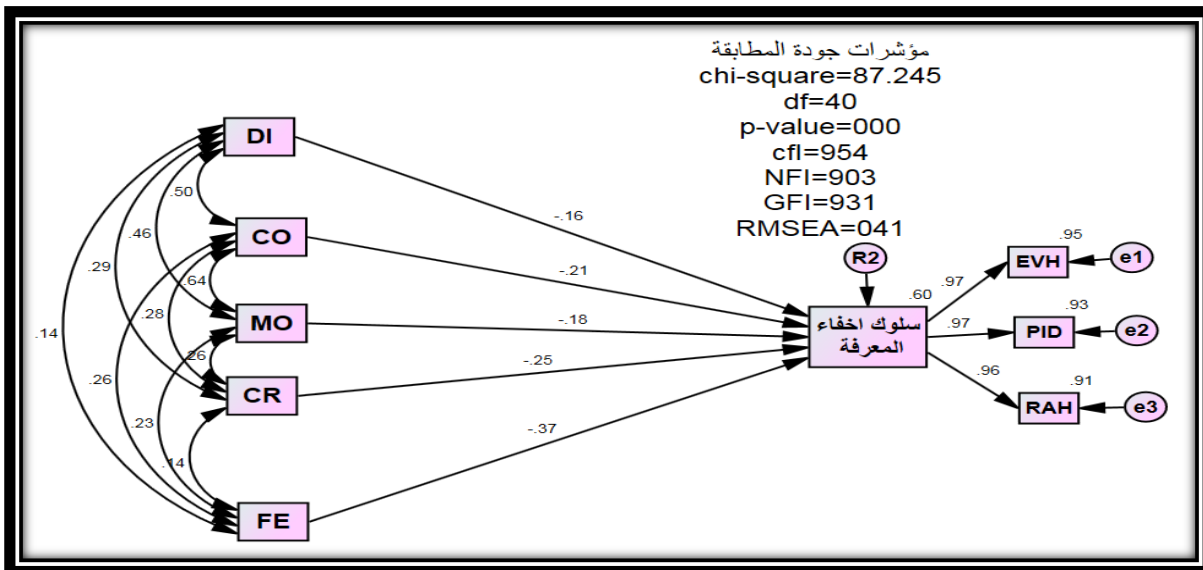 مؤشرات جودة المطابقة
chi-square=87.245
df=40
p-value=000
cfI=954
NFI=903
GFI=931
RMSEA=041
DI
CO
MO
CR
FE
.50
.46
.29
.64
.28
.14
.26
.26
.23
.14
-.16
-.21
-.18
-.25
-.37
R2
.60
سلوك اخفاء
المعرفة
.97
.97
.96
.95
EVH
e1
.93
PID
e2
.91
RAH
e3